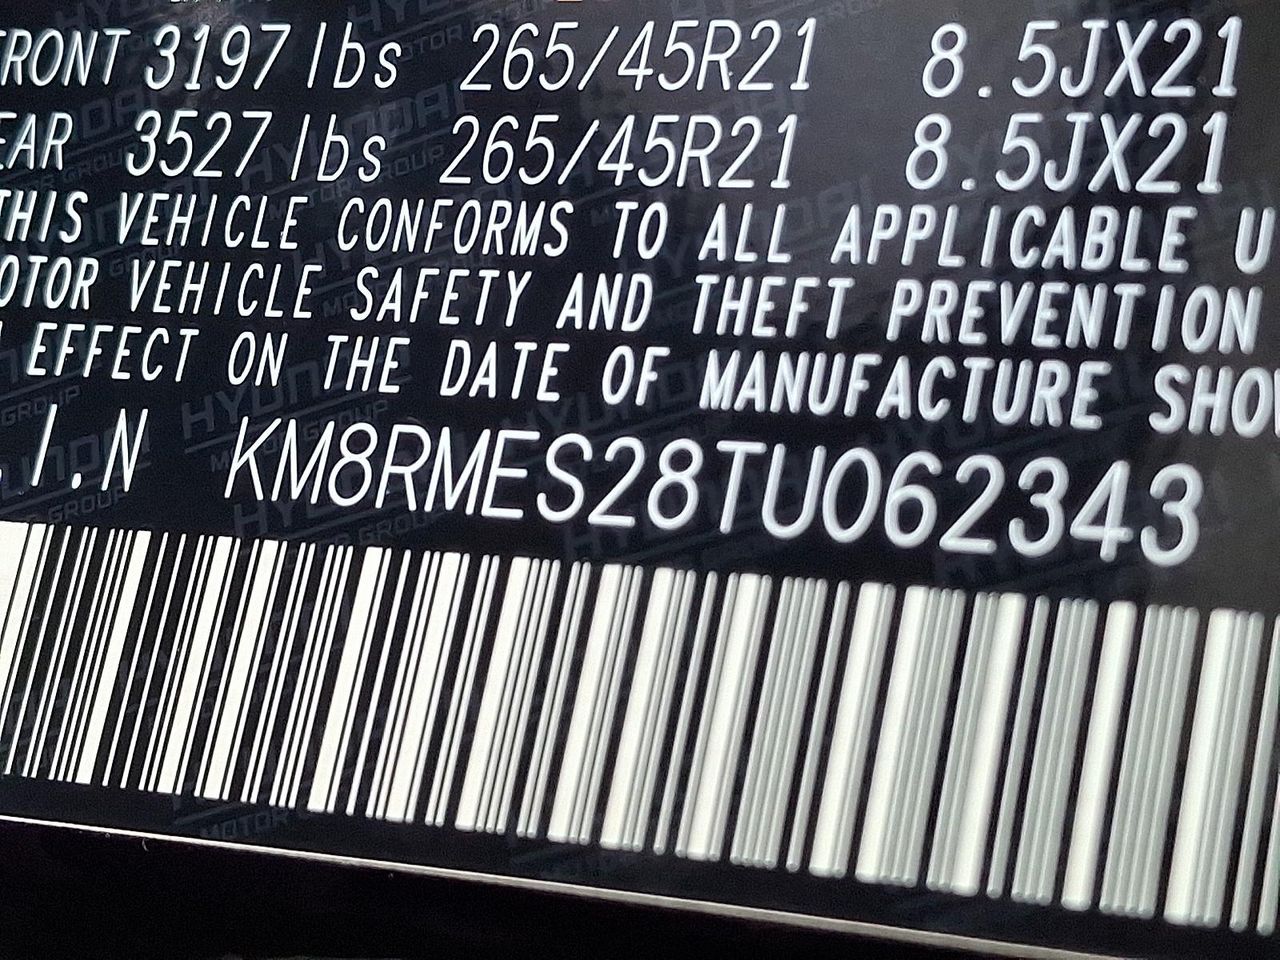 FRONT 3197 lbs 265/45R21 8.5JX21
EAR 3527 lbs 265/45R21 8.5JX21
THIS VEHICLE CONFORMS TO ALL APPLICABLE U
OTOR VEHICLE SAFETY AND THEFT PREVENTION
EFFECT ON THE DATE OF MANUFACTURE SHO
.I.N KM8RMES28TU062343